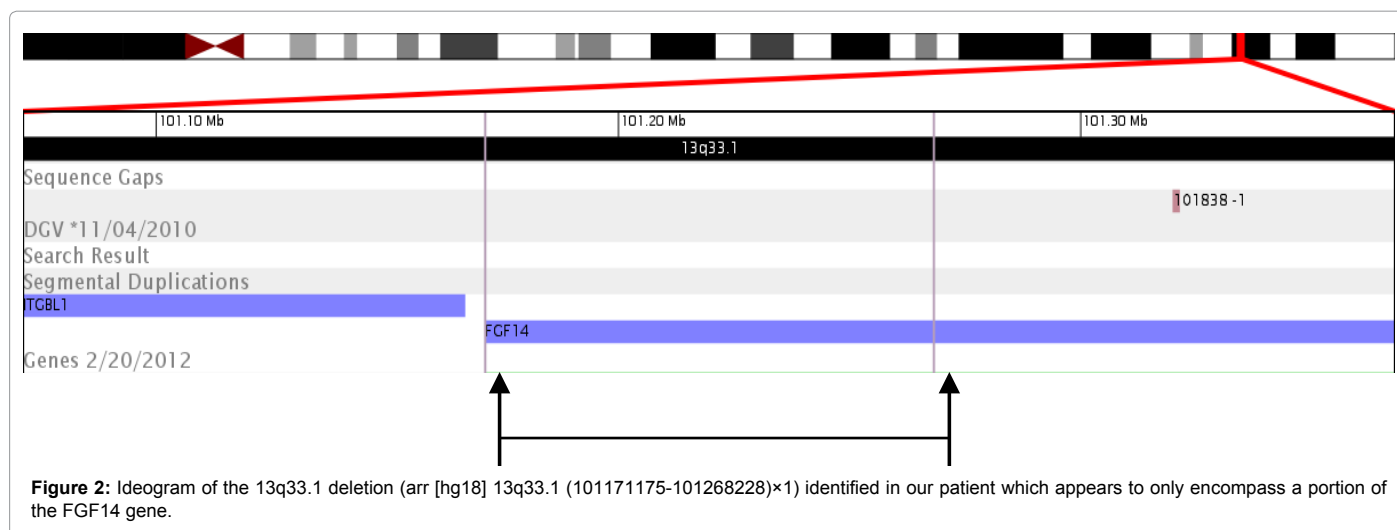 101.10 Mb 101.20 Mb 101.30 Mb
13q33.1
Sequence Gaps
101838 -1
DGV *11/04/2010
Search Result
Segmental Duplications
ITGBL1
FGF14
Genes 2/20/2012
Figure 2: Ideogram of the 13q33.1 deletion (arr [hg18] 13q33.1 (101171175-101268228)×1) identified in our patient which appears to only encompass a portion of
the FGF14 gene.